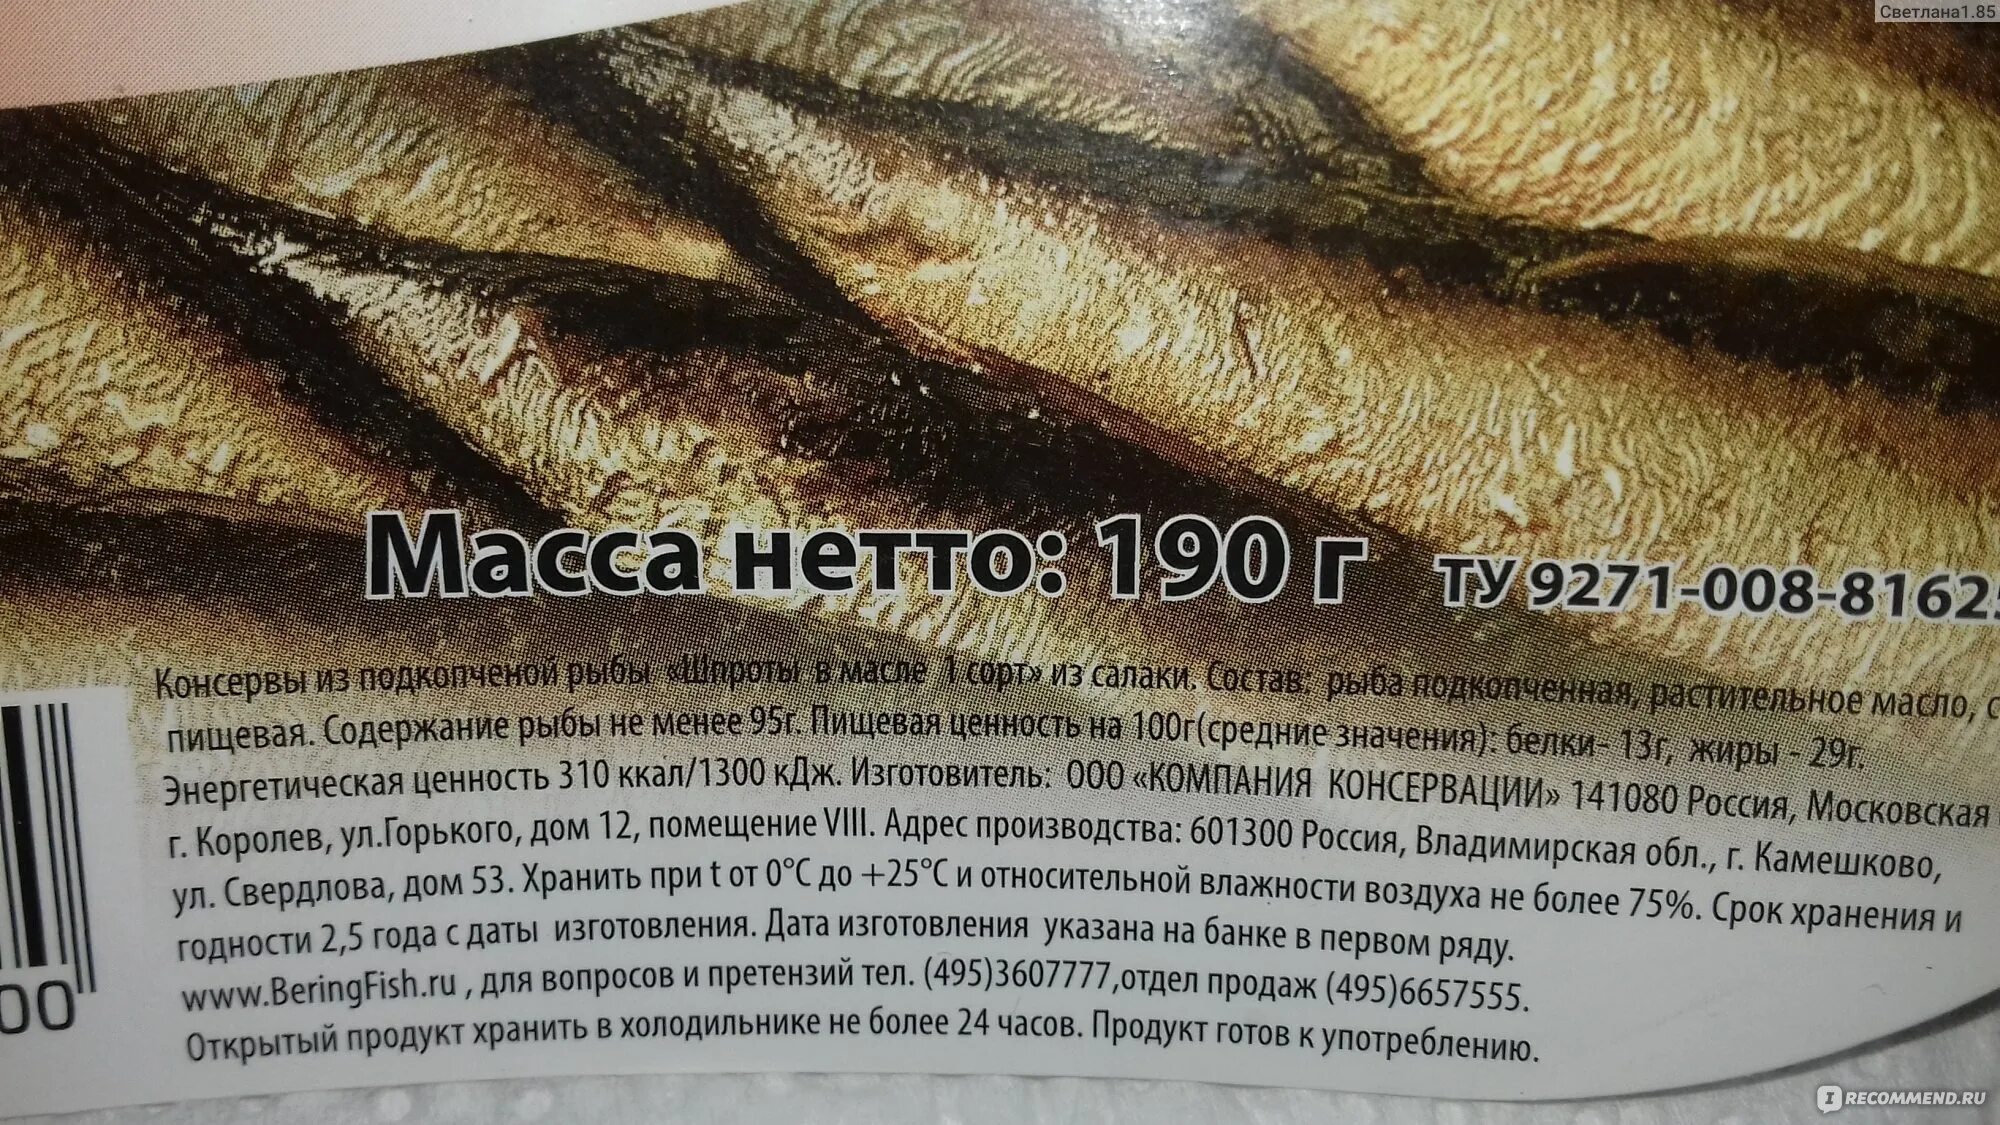 Светлана1.85
Масса нетто: 190 г ТУ 9271-008-8162
Консервы из подкопченой рыбы «Шпроты в масле 1 сорт» из салаки. Состав: рыба подкопченная, растительное масло, с
пищевая. Содержание рыбы не менее 95г. Пищевая ценность на 100г(средние значения): белки- 13г, жиры - 29г.
Энергетическая ценность 310 ккал/1300 кДж. Изготовитель: ООО «КОМПАНИЯ КОНСЕРВАЦИИ» 141080 Россия, Московская
г. Королев, ул.Горького, дом 12, помещение VIII. Адрес производства: 601300 Россия, Владимирская обл., г. Камешково,
ул. Свердлова, дом 53. Хранить при t от 0°С до +25°С и относительной влажности воздуха не более 75%. Срок хранения и
годности 2,5 года с даты изготовления. Дата изготовления указана на банке в первом ряду.
www.BeringFish.ru , для вопросов и претензий тел. (495)3607777,отдел продаж (495)6657555.
Открытый продукт хранить в холодильнике не более 24 часов. Продукт готов к употреблению.
00
I RECOMMEND.RU